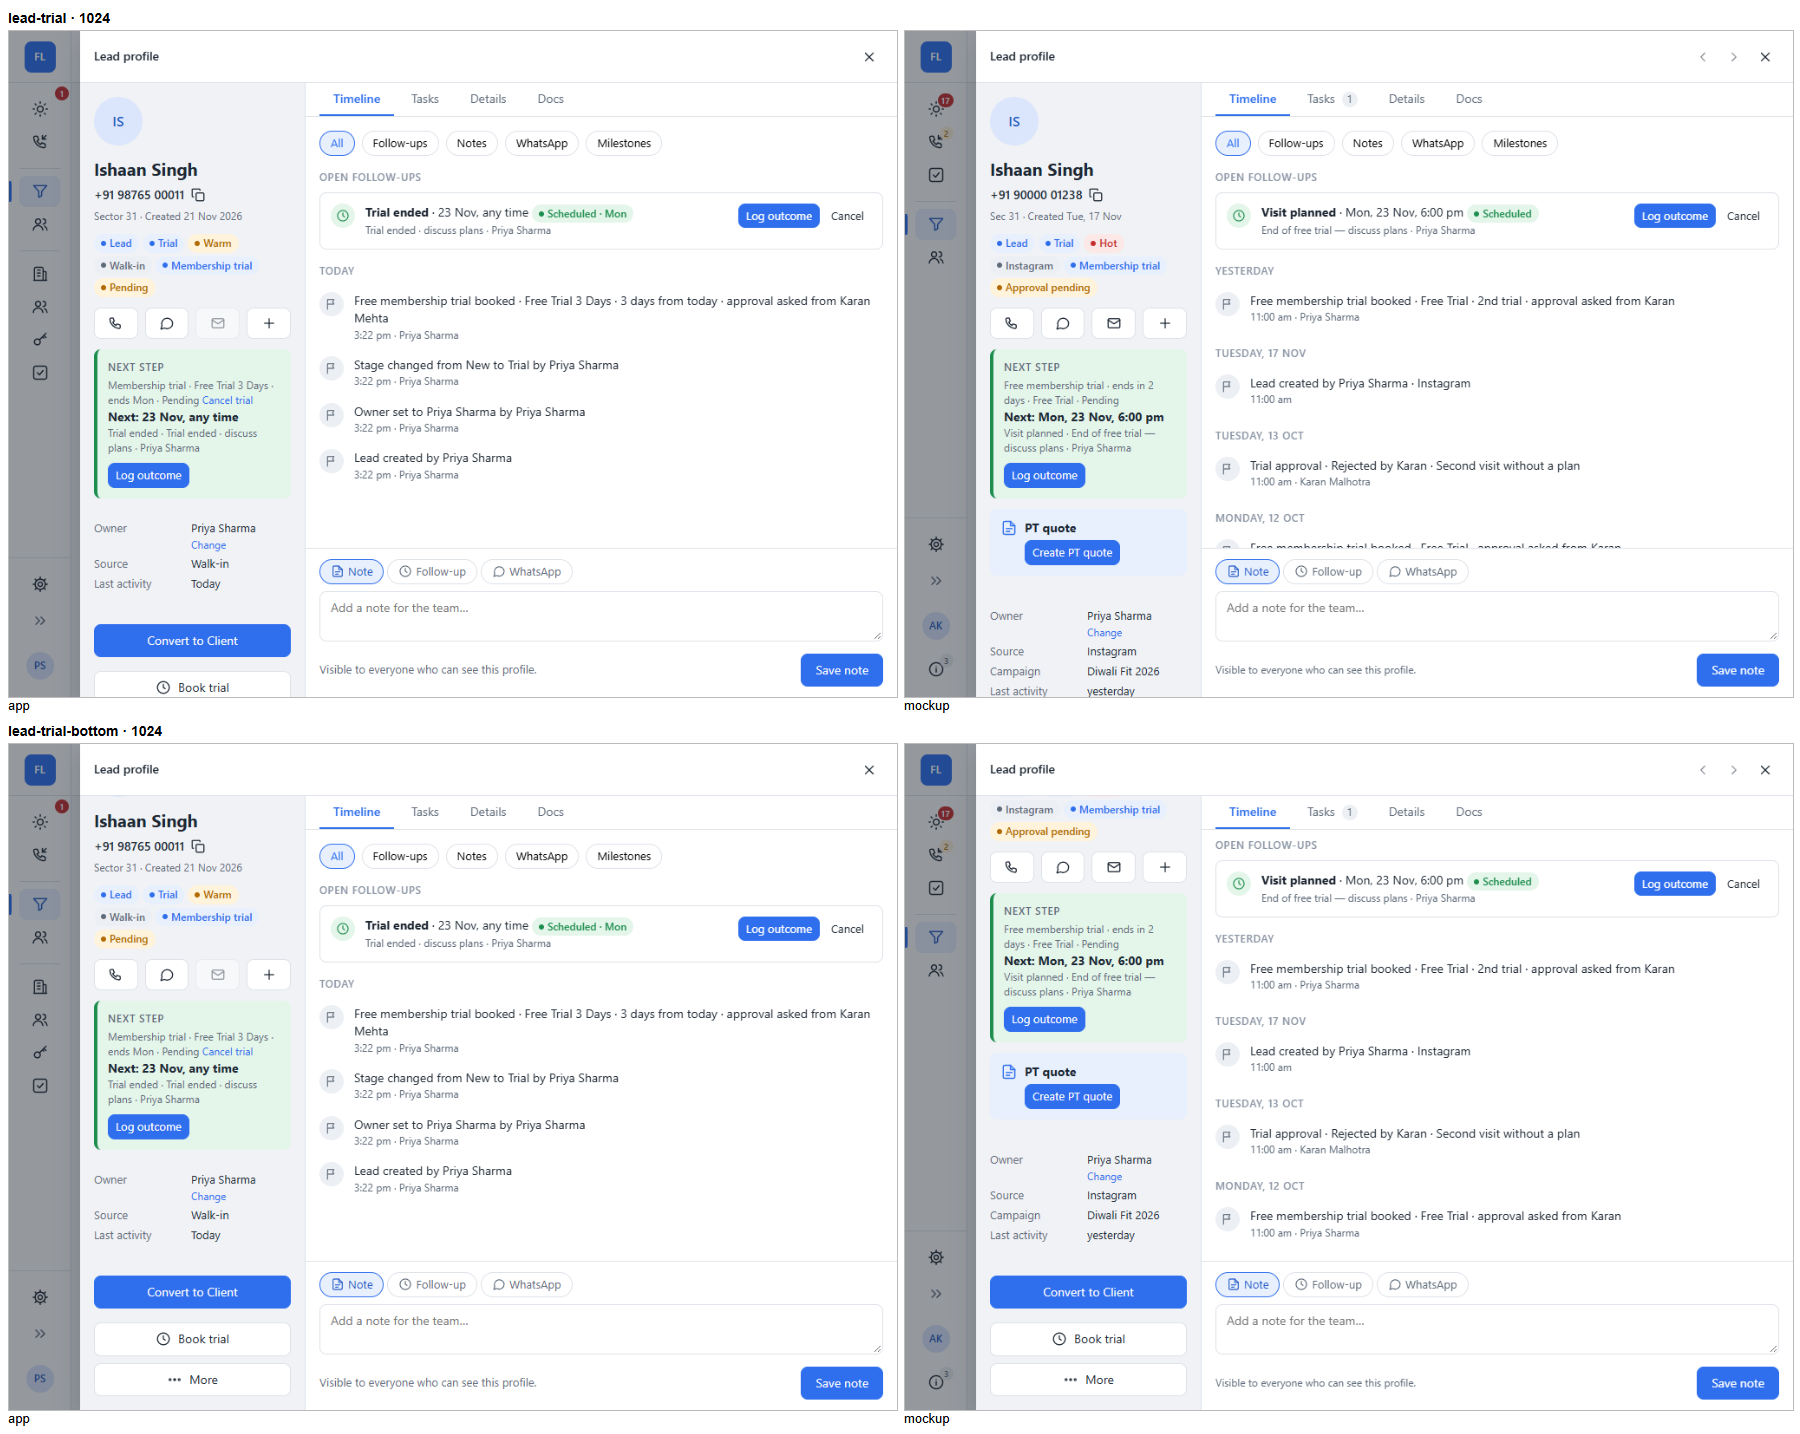 lead-trial · 1024
FL
Lead profile
1
IS
Ishaan Singh
+91 98765 00011
Sector 31 · Created 21 Nov 2026
Lead Trial Warm
Walk-in Membership trial
Pending
NEXT STEP
Membership trial · Free Trial 3 Days ·
ends Mon · Pending Cancel trial
Next: 23 Nov, any time
Trial ended · Trial ended · discuss
plans · Priya Sharma
Log outcome
Owner Priya Sharma
Change
Source Walk-in
Last activity Today
Convert to Client
Book trial
PS
Timeline Tasks Details Docs
All Follow-ups Notes WhatsApp Milestones
OPEN FOLLOW-UPS
Trial ended · 23 Nov, any time Scheduled · Mon
Trial ended · discuss plans · Priya Sharma
Log outcome Cancel
TODAY
Free membership trial booked · Free Trial 3 Days · 3 days from today · approval asked from Karan
Mehta
3:22 pm · Priya Sharma
Stage changed from New to Trial by Priya Sharma
3:22 pm · Priya Sharma
Owner set to Priya Sharma by Priya Sharma
3:22 pm · Priya Sharma
Lead created by Priya Sharma
3:22 pm · Priya Sharma
Note Follow-up WhatsApp
Add a note for the team...
Visible to everyone who can see this profile.
Save note
app
FL
Lead profile
17
2
IS
Ishaan Singh
+91 90000 01238
Sec 31 · Created Tue, 17 Nov
Lead Trial Hot
Instagram Membership trial
Approval pending
NEXT STEP
Free membership trial · ends in 2
days · Free Trial · Pending
Next: Mon, 23 Nov, 6:00 pm
Visit planned · End of free trial —
discuss plans · Priya Sharma
Log outcome
PT quote
Create PT quote
Owner Priya Sharma
Change
Source Instagram
Campaign Diwali Fit 2026
Last activity yesterday
AK
3
Timeline Tasks 1 Details Docs
All Follow-ups Notes WhatsApp Milestones
OPEN FOLLOW-UPS
Visit planned · Mon, 23 Nov, 6:00 pm Scheduled
End of free trial — discuss plans · Priya Sharma
Log outcome Cancel
YESTERDAY
Free membership trial booked · Free Trial · 2nd trial · approval asked from Karan
11:00 am · Priya Sharma
TUESDAY, 17 NOV
Lead created by Priya Sharma · Instagram
11:00 am
TUESDAY, 13 OCT
Trial approval · Rejected by Karan · Second visit without a plan
11:00 am · Karan Malhotra
MONDAY, 12 OCT
Free membership trial booked · Free Trial · approval asked from Karan
Note Follow-up WhatsApp
Add a note for the team...
Visible to everyone who can see this profile.
Save note
mockup
lead-trial-bottom · 1024
FL
Lead profile
1
Ishaan Singh
+91 98765 00011
Sector 31 · Created 21 Nov 2026
Lead Trial Warm
Walk-in Membership trial
Pending
NEXT STEP
Membership trial · Free Trial 3 Days ·
ends Mon · Pending Cancel trial
Next: 23 Nov, any time
Trial ended · Trial ended · discuss
plans · Priya Sharma
Log outcome
Owner Priya Sharma
Change
Source Walk-in
Last activity Today
Convert to Client
Book trial
More
PS
Timeline Tasks Details Docs
All Follow-ups Notes WhatsApp Milestones
OPEN FOLLOW-UPS
Trial ended · 23 Nov, any time Scheduled · Mon
Trial ended · discuss plans · Priya Sharma
Log outcome Cancel
TODAY
Free membership trial booked · Free Trial 3 Days · 3 days from today · approval asked from Karan
Mehta
3:22 pm · Priya Sharma
Stage changed from New to Trial by Priya Sharma
3:22 pm · Priya Sharma
Owner set to Priya Sharma by Priya Sharma
3:22 pm · Priya Sharma
Lead created by Priya Sharma
3:22 pm · Priya Sharma
Note Follow-up WhatsApp
Add a note for the team...
Visible to everyone who can see this profile.
Save note
app
FL
Lead profile
17
2
Instagram Membership trial
Approval pending
NEXT STEP
Free membership trial · ends in 2
days · Free Trial · Pending
Next: Mon, 23 Nov, 6:00 pm
Visit planned · End of free trial —
discuss plans · Priya Sharma
Log outcome
PT quote
Create PT quote
Owner Priya Sharma
Change
Source Instagram
Campaign Diwali Fit 2026
Last activity yesterday
Convert to Client
Book trial
More
AK
3
Timeline Tasks 1 Details Docs
OPEN FOLLOW-UPS
Visit planned · Mon, 23 Nov, 6:00 pm Scheduled
End of free trial — discuss plans · Priya Sharma
Log outcome Cancel
YESTERDAY
Free membership trial booked · Free Trial · 2nd trial · approval asked from Karan
11:00 am · Priya Sharma
TUESDAY, 17 NOV
Lead created by Priya Sharma · Instagram
11:00 am
TUESDAY, 13 OCT
Trial approval · Rejected by Karan · Second visit without a plan
11:00 am · Karan Malhotra
MONDAY, 12 OCT
Free membership trial booked · Free Trial · approval asked from Karan
11:00 am · Priya Sharma
Note Follow-up WhatsApp
Add a note for the team...
Visible to everyone who can see this profile.
Save note
mockup